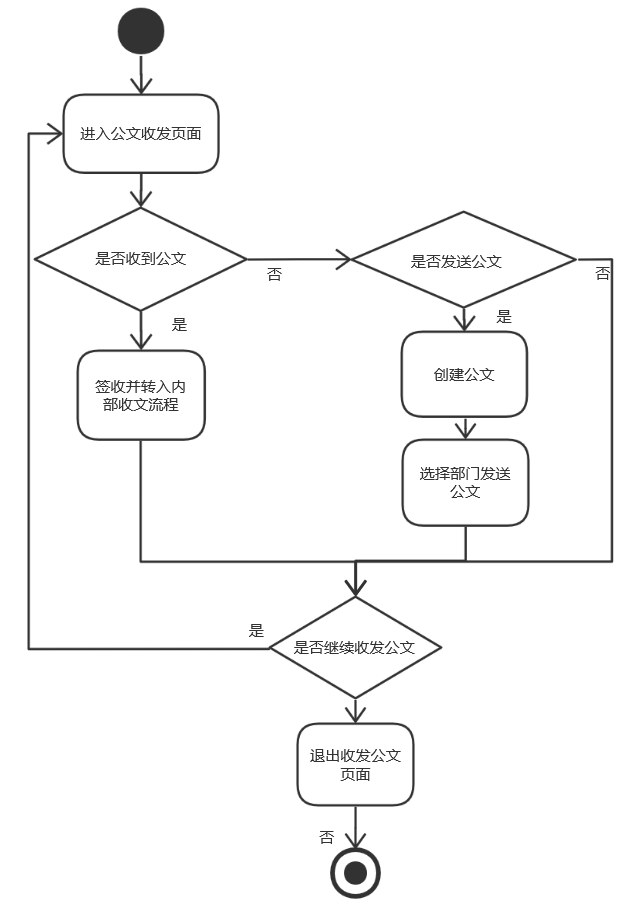 进入公文收发页面
是否收到公文
否
是否发送公文
否
是
是
签收并转入内
部收文流程
创建公文
选择部门发送
公文
是
是否继续收发公文
退出收发公文
页面
否